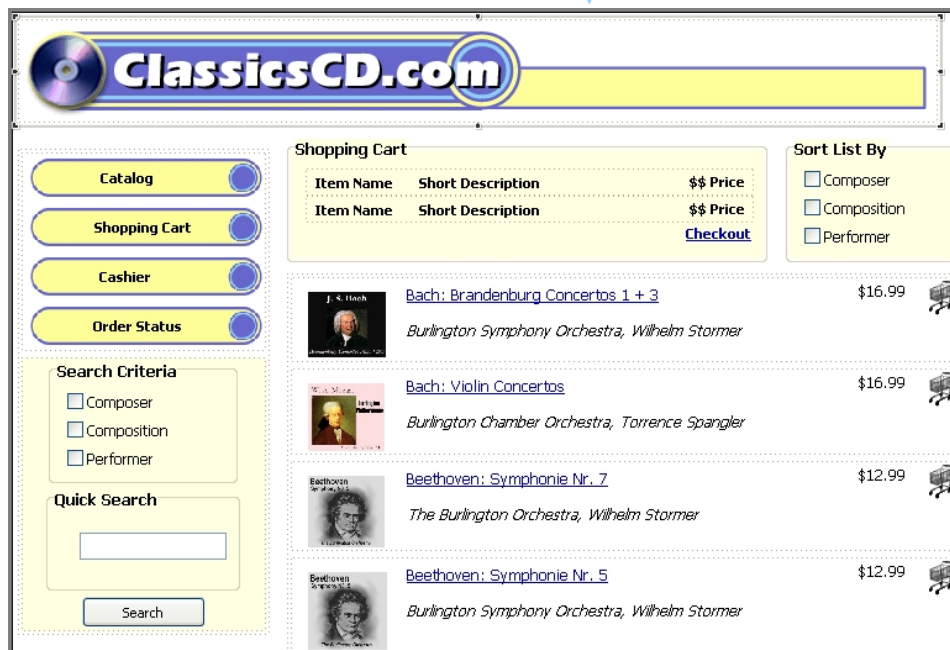 ClassicsCD.com
Catalog
Shopping Cart
Cashier
Order Status
Search Criteria
Composer
Composition
Performer
Quick Search
Search
Shopping Cart
Item Name Short Description $$ Price
Item Name Short Description $$ Price
Checkout
Sort List By
Composer
Composition
Performer
J. S. Bach
Bach: Brandenburg Concertos 1 + 3 $16.99
Burlington Symphony Orchestra, Wilhelm Stormer
Bach: Violin Concertos $16.99
Burlington Chamber Orchestra, Torrence Spangler
Beethoven
Beethoven: Symphonie Nr. 7 $12.99
The Burlington Orchestra, Wilhelm Stormer
Beethoven
Beethoven: Symphonie Nr. 5 $12.99
Burlington Symphony Orchestra, Wilhelm Stormer